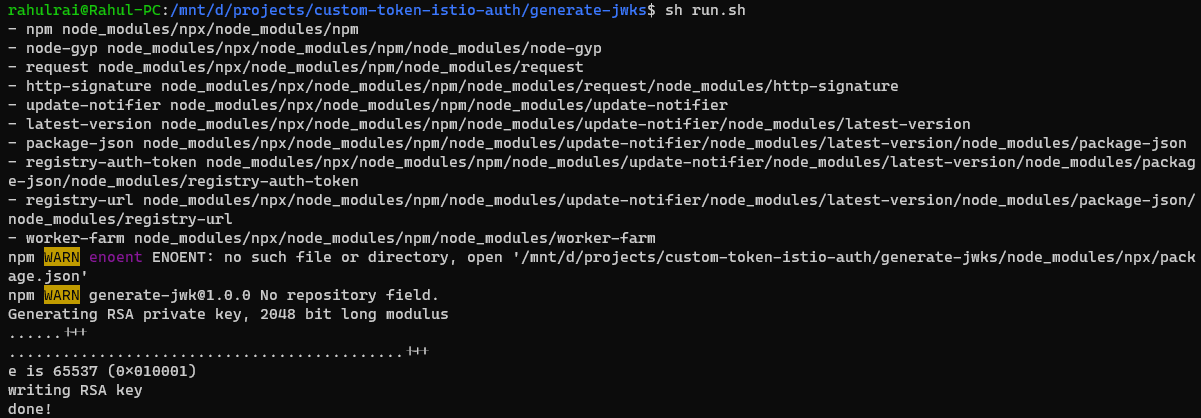 rahulrai@Rahul-PC:/mnt/d/projects/custom-token-istio-auth/generate-jwks$ sh run.sh
- npm node_modules/npx/node_modules/npm
- node-gyp node_modules/npx/node_modules/npm/node_modules/node-gyp
- request node_modules/npx/node_modules/npm/node_modules/request
- http-signature node_modules/npx/node_modules/npm/node_modules/request/node_modules/http-signature
- update-notifier node_modules/npx/node_modules/npm/node_modules/update-notifier
- latest-version node_modules/npx/node_modules/npm/node_modules/update-notifier/node_modules/latest-version
- package-json node_modules/npx/node_modules/npm/node_modules/update-notifier/node_modules/latest-version/node_modules/package-json
- registry-auth-token node_modules/npx/node_modules/npm/node_modules/update-notifier/node_modules/latest-version/node_modules/packag
e-json/node_modules/registry-auth-token
- registry-url node_modules/npx/node_modules/npm/node_modules/update-notifier/node_modules/latest-version/node_modules/package-json/
node_modules/registry-url
- worker-farm node_modules/npx/node_modules/npm/node_modules/worker-farm
npm WARN enoent ENOENT: no such file or directory, open '/mnt/d/projects/custom-token-istio-auth/generate-jwks/node_modules/npx/pack
age.json'
npm WARN generate-jwk@1.0.0 No repository field.
Generating RSA private key, 2048 bit long modulus
......+++
............................................+++
e is 65537 (0x010001)
writing RSA key
done!